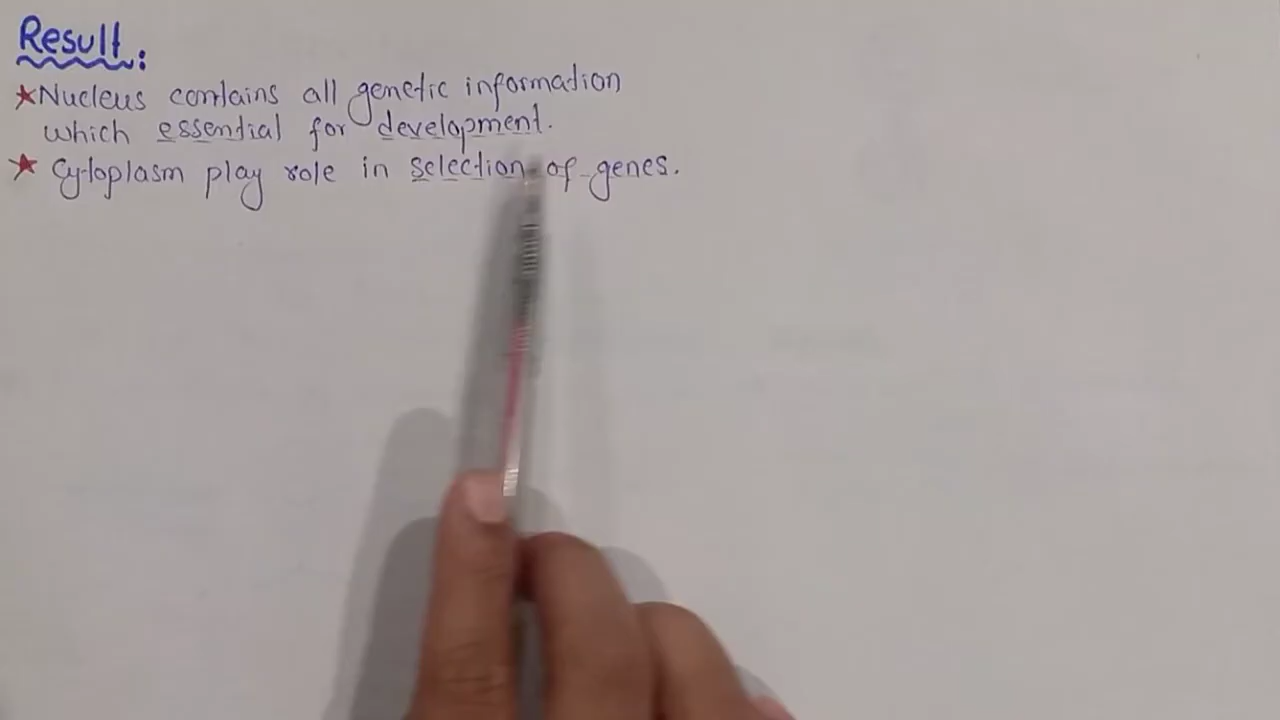 Result:
★Nucleus contains all genetic information
which essential for development.
★ Cytoplasm play role in selection of genes.